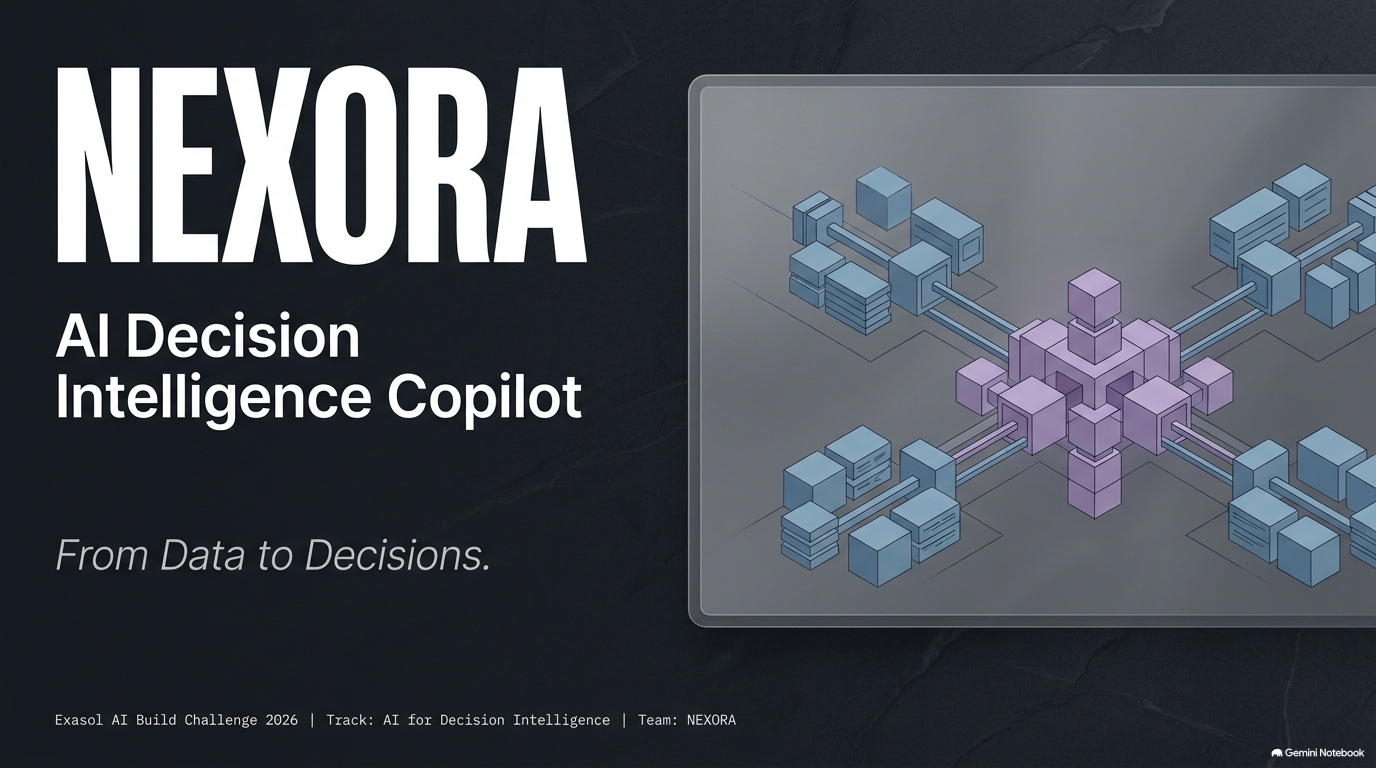 NEXORA
AI Decision
Intelligence Copilot
From Data to Decisions.
Exasol AI Build Challenge 2026 | Track: AI for Decision Intelligence | Team: NEXORA
Gemini Notebook